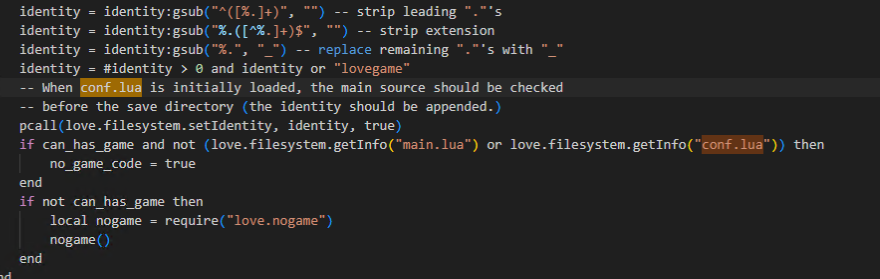 identity = identity:gsub("^([%.]+)", "") -- strip leading "."'s
identity = identity:gsub("%.([^%.]+)$", "") -- strip extension
identity = identity:gsub("%.", "_") -- replace remaining "."'s with "_"
identity = #identity > 0 and identity or "lovegame"
-- When conf.lua is initially loaded, the main source should be checked
-- before the save directory (the identity should be appended.)
pcall(love.filesystem.setIdentity, identity, true)
if can_has_game and not (love.filesystem.getInfo("main.lua") or love.filesystem.getInfo("conf.lua")) then
no_game_code = true
end
if not can_has_game then
local nogame = require("love.nogame")
nogame()
end